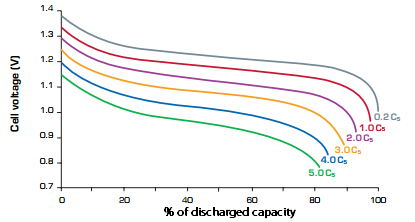 1.4
1.3
1.2
1.1
1.0
0.9
0.8
0.7
Cell voltage [V]
0.2 C₅
1.0 C₅
2.0 C₅
3.0 C₅
4.0 C₅
5.0 C₅
0 20 40 60 80 100
% of discharged capacity